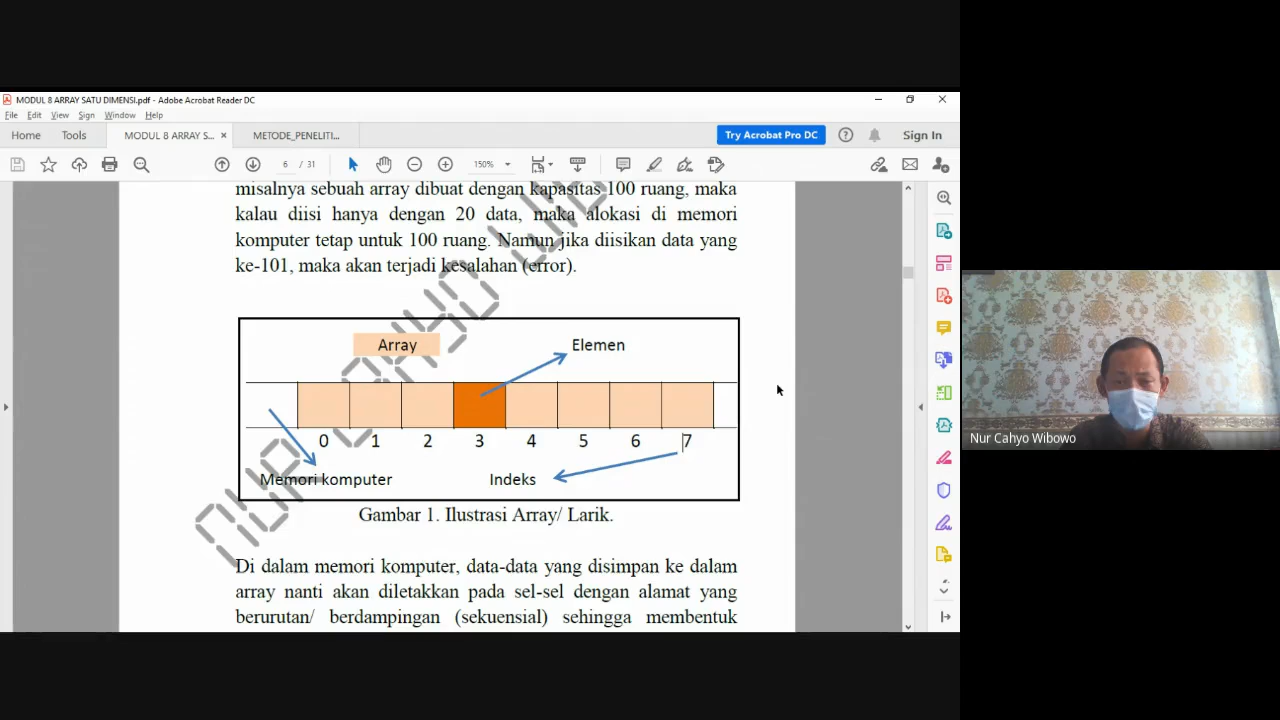 MODUL 8 ARRAY SATU DIMENSI.pdf - Adobe Acrobat Reader DC
File Edit View Sign Window Help
Home Tools MODUL 8 ARRAY S... × METODE_PENELITI... Try Acrobat Pro DC Sign In
6 / 31 150%
misalnya sebuah array dibuat dengan kapasitas 100 ruang, maka
kalau diisi hanya dengan 20 data, maka alokasi di memori
komputer tetap untuk 100 ruang. Namun jika diisikan data yang
ke-101, maka akan terjadi kesalahan (error).
Array Elemen
0 1 2 3 4 5 6 7
Memori komputer Indeks
Gambar 1. Ilustrasi Array/ Larik.
Di dalam memori komputer, data-data yang disimpan ke dalam
array nanti akan diletakkan pada sel-sel dengan alamat yang
berurutan/ berdampingan (sekuensial) sehingga membentuk
NUR CAHYO WIB
Nur Cahyo Wibowo